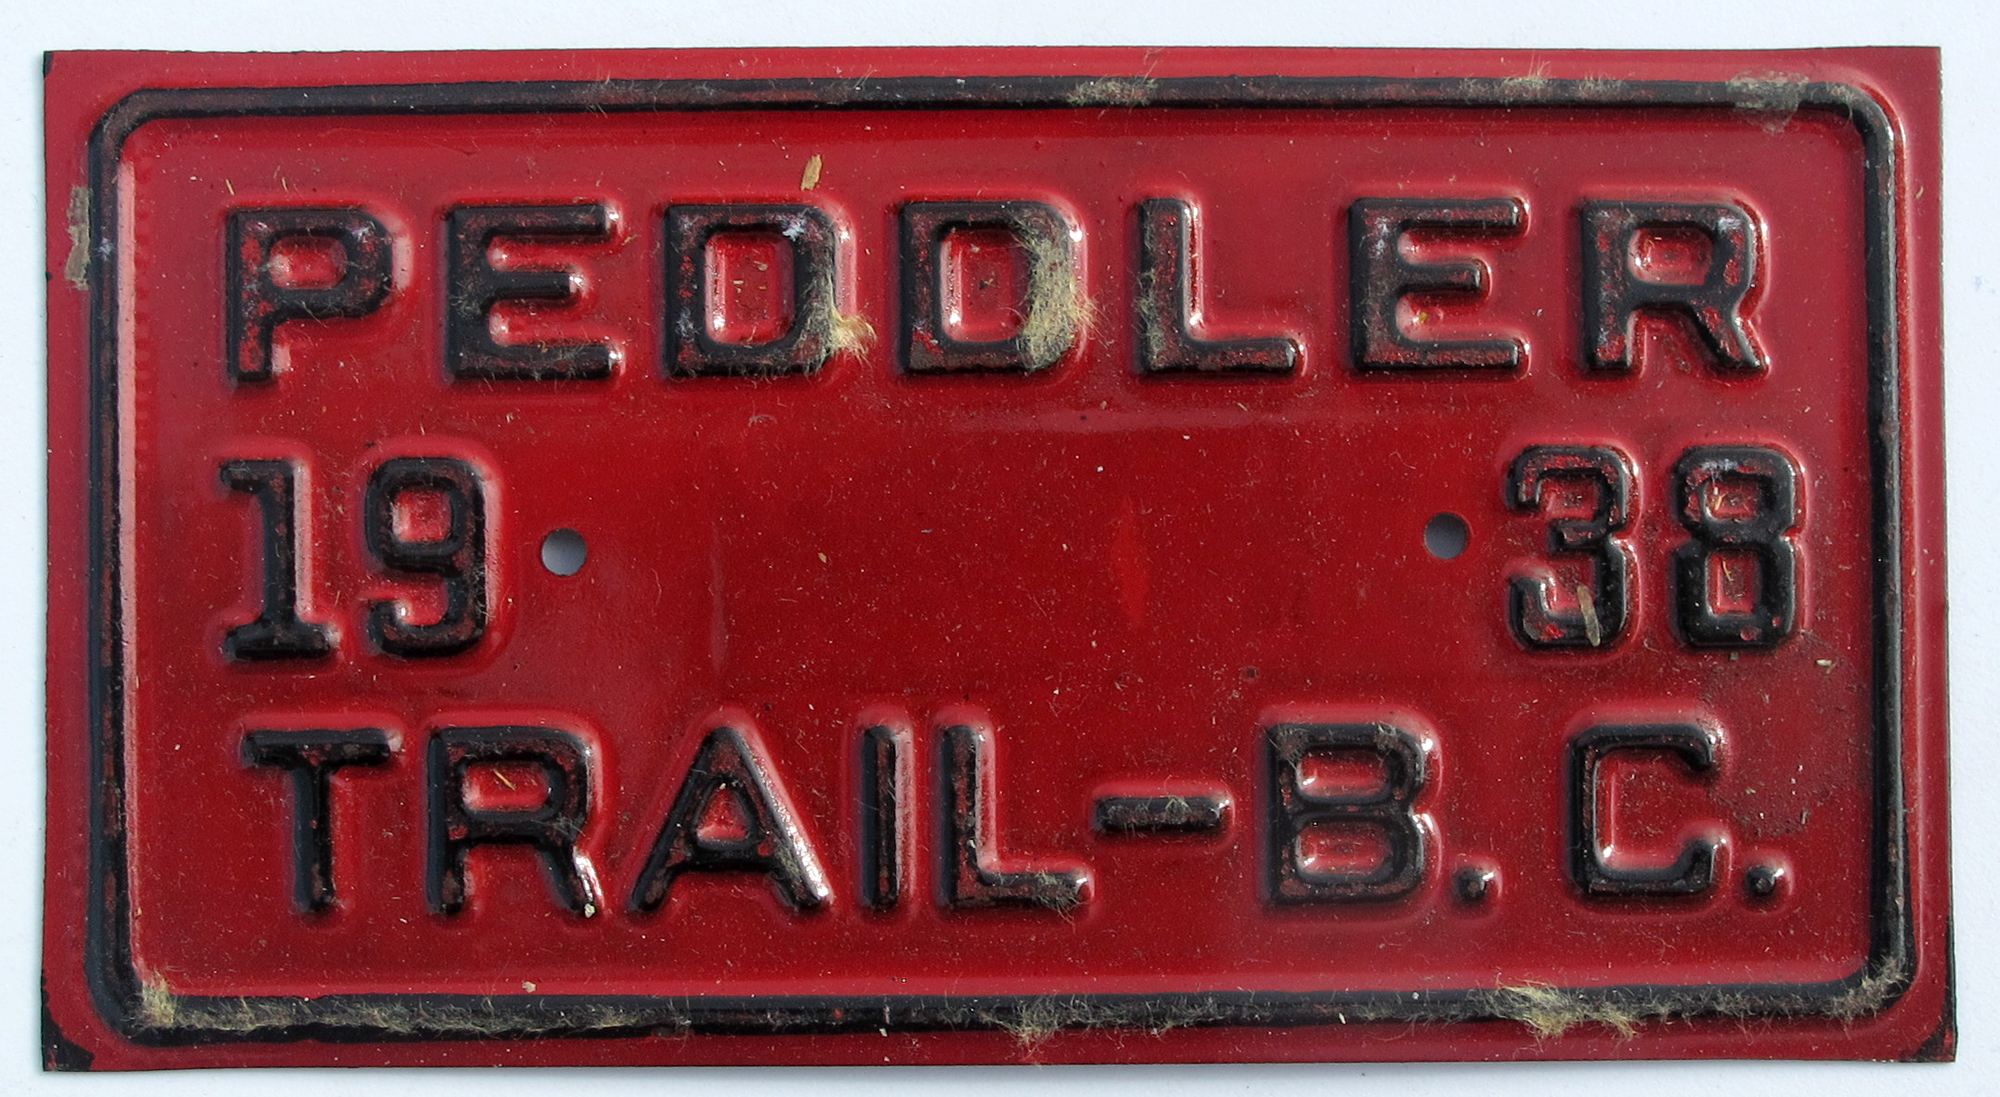 PEDDLER
19 38
TRAIL-B.C.